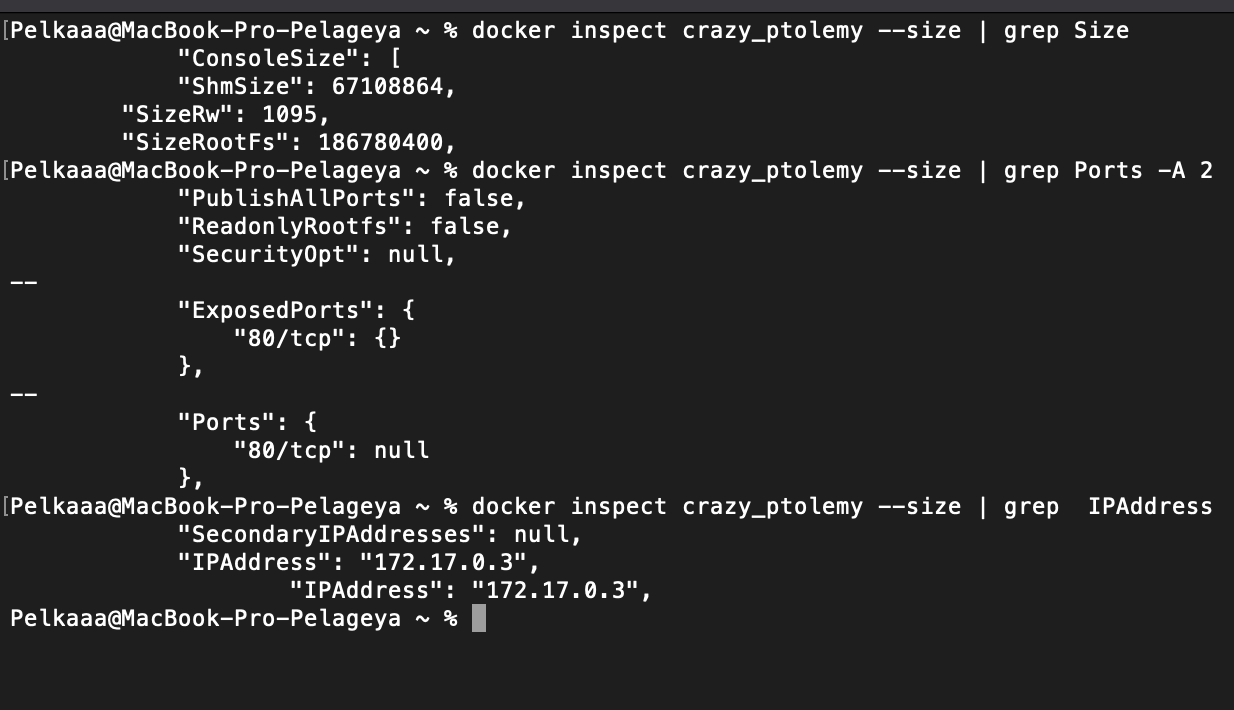 [Pelkaaa@MacBook-Pro-Pelageya ~ % docker inspect crazy_ptolemy --size | grep Size
            "ConsoleSize": [
            "ShmSize": 67108864,
        "SizeRw": 1095,
        "SizeRootFs": 186780400,
[Pelkaaa@MacBook-Pro-Pelageya ~ % docker inspect crazy_ptolemy --size | grep Ports -A 2
            "PublishAllPorts": false,
            "ReadonlyRootfs": false,
            "SecurityOpt": null,
--
            "ExposedPorts": {
                "80/tcp": {}
            },
--
            "Ports": {
                "80/tcp": null
            },
[Pelkaaa@MacBook-Pro-Pelageya ~ % docker inspect crazy_ptolemy --size | grep  IPAddress
            "SecondaryIPAddresses": null,
            "IPAddress": "172.17.0.3",
                    "IPAddress": "172.17.0.3",
Pelkaaa@MacBook-Pro-Pelageya ~ %